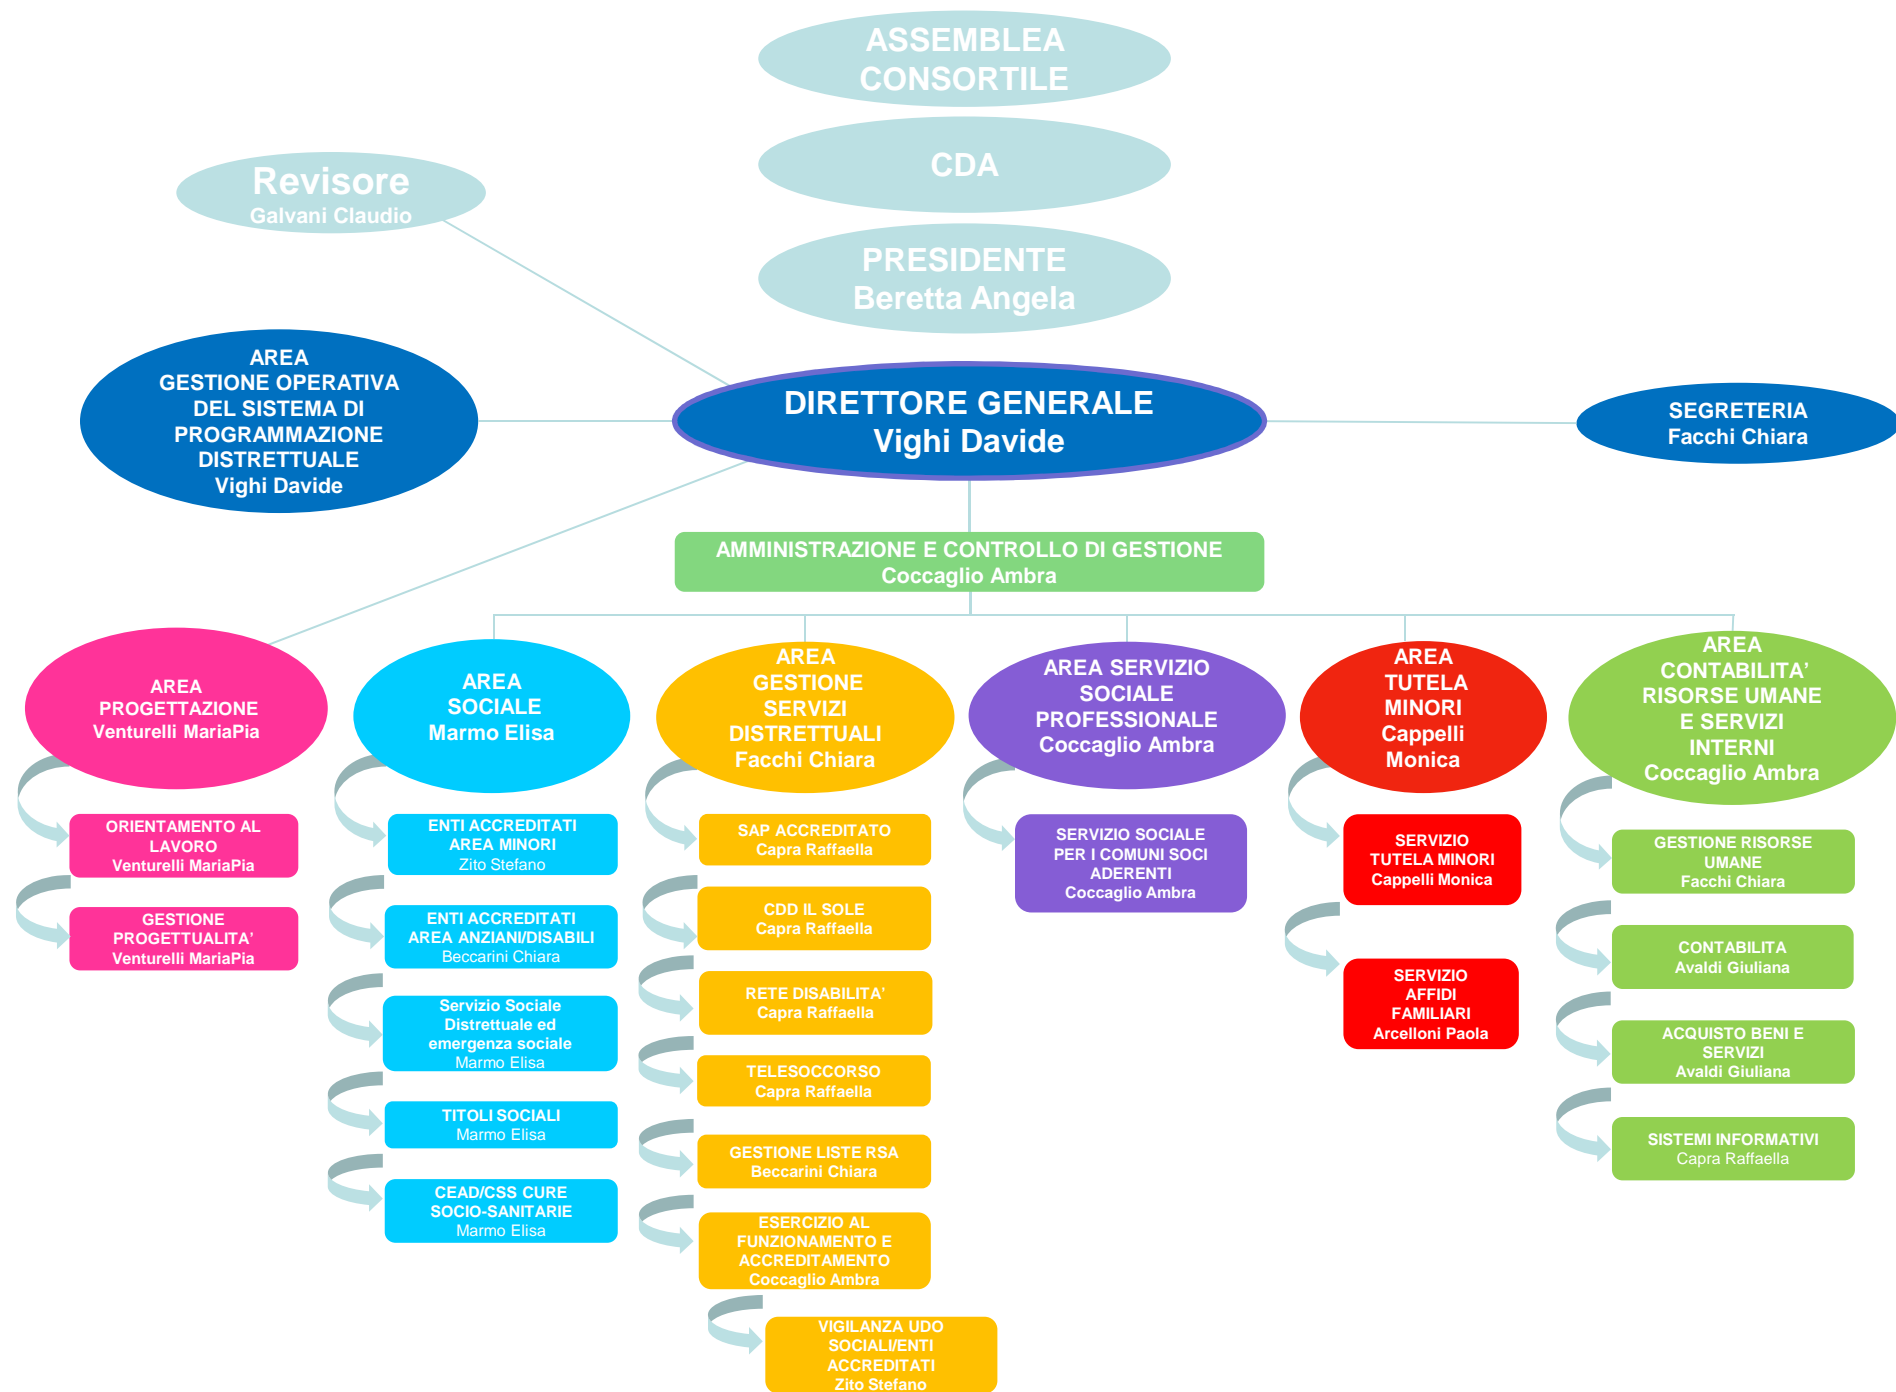 ASSEMBLEA
CONSORTILE
CDA
Revisore
Galvani Claudio
PRESIDENTE
Beretta Angela
AREA
GESTIONE OPERATIVA
DEL SISTEMA DI
PROGRAMMAZIONE
DISTRETTUALE
Vighi Davide
DIRETTORE GENERALE
Vighi Davide
SEGRETERIA
Facchi Chiara
AMMINISTRAZIONE E CONTROLLO DI GESTIONE
Coccaglio Ambra
AREA
PROGETTAZIONE
Venturelli MariaPia
ORIENTAMENTO AL
LAVORO
Venturelli MariaPia
GESTIONE
PROGETTUALITA’
Venturelli MariaPia
AREA
SOCIALE
Marmo Elisa
ENTI ACCREDITATI
AREA MINORI
Zito Stefano
ENTI ACCREDITATI
AREA ANZIANI/DISABILI
Beccarini Chiara
Servizio Sociale
Distrettuale ed
emergenza sociale
Marmo Elisa
TITOLI SOCIALI
Marmo Elisa
CEAD/CSS CURE
SOCIO-SANITARIE
Marmo Elisa
AREA
GESTIONE
SERVIZI
DISTRETTUALI
Facchi Chiara
SAP ACCREDITATO
Capra Raffaella
CDD IL SOLE
Capra Raffaella
RETE DISABILITA’
Capra Raffaella
TELESOCCORSO
Capra Raffaella
GESTIONE LISTE RSA
Beccarini Chiara
ESERCIZIO AL
FUNZIONAMENTO E
ACCREDITAMENTO
Coccaglio Ambra
VIGILANZA UDO
SOCIALI/ENTI
ACCREDITATI
Zito Stefano
AREA SERVIZIO
SOCIALE
PROFESSIONALE
Coccaglio Ambra
SERVIZIO SOCIALE
PER I COMUNI SOCI
ADERENTI
Coccaglio Ambra
AREA
TUTELA
MINORI
Cappelli
Monica
SERVIZIO
TUTELA MINORI
Cappelli Monica
SERVIZIO
AFFIDI
FAMILIARI
Arcelloni Paola
AREA
CONTABILITA’
RISORSE UMANE
E SERVIZI
INTERNI
Coccaglio Ambra
GESTIONE RISORSE
UMANE
Facchi Chiara
CONTABILITA
Avaldi Giuliana
ACQUISTO BENI E
SERVIZI
Avaldi Giuliana
SISTEMI INFORMATIVI
Capra Raffaella